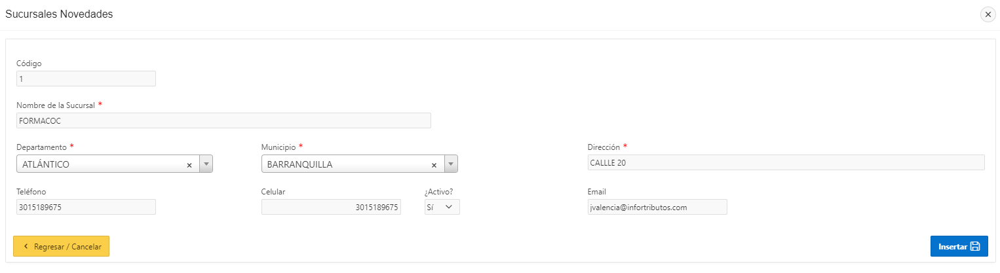 Sucursales Novedades
Código
1
Nombre de la Sucursal *
FORMACOC
Departamento * Municipio * Dirección *
ATLÁNTICO × BARRANQUILLA × CALLLE 20
Teléfono Celular ¿Activo? Email
3015189675 3015189675 Sí jvalencia@infortributos.com
Regresar / Cancelar Insertar